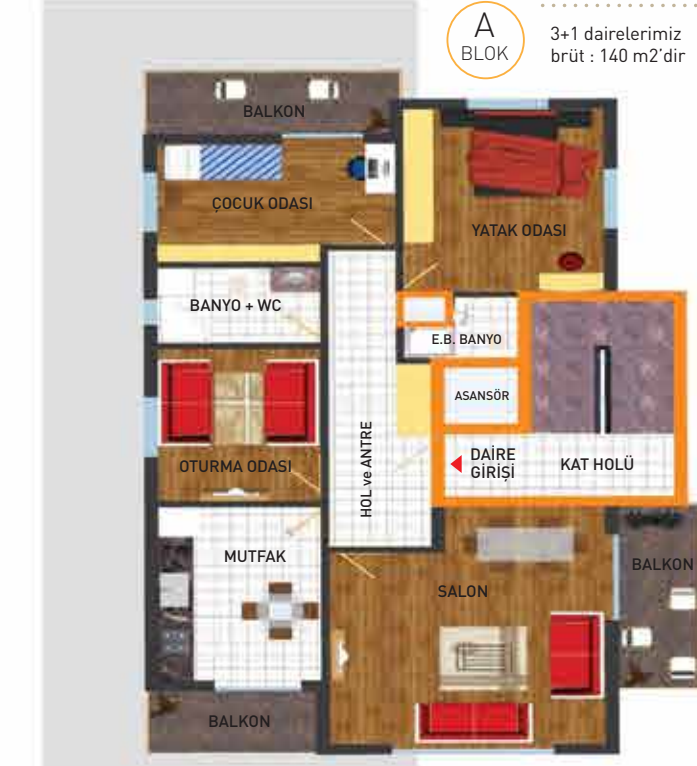 A
BLOK
3+1 dairelerimiz
brüt : 140 m2'dir
BALKON
ÇOCUK ODASI
YATAK ODASI
BANYO + WC
E.B. BANYO
ASANSÖR
OTURMA ODASI
HOL ve ANTRE
DAİRE
GİRİŞİ
KAT HOLÜ
MUTFAK
BALKON
SALON
BALKON